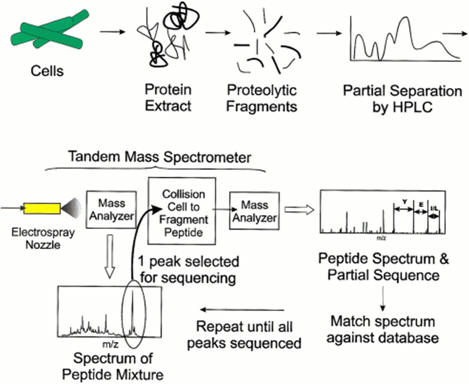 Cells
Protein
Extract
Proteolytic
Fragments
Partial Separation
by HPLC
Tandem Mass Spectrometer
Electrospray
Nozzle
Mass
Analyzer
Collision
Cell to
Fragment
Peptide
Mass
Analyzer
Y
E
I/L
m/z
Peptide Spectrum &
Partial Sequence
1 peak selected
for sequencing
m/z
Spectrum of
Peptide Mixture
Repeat until all
peaks sequenced
Match spectrum
against database